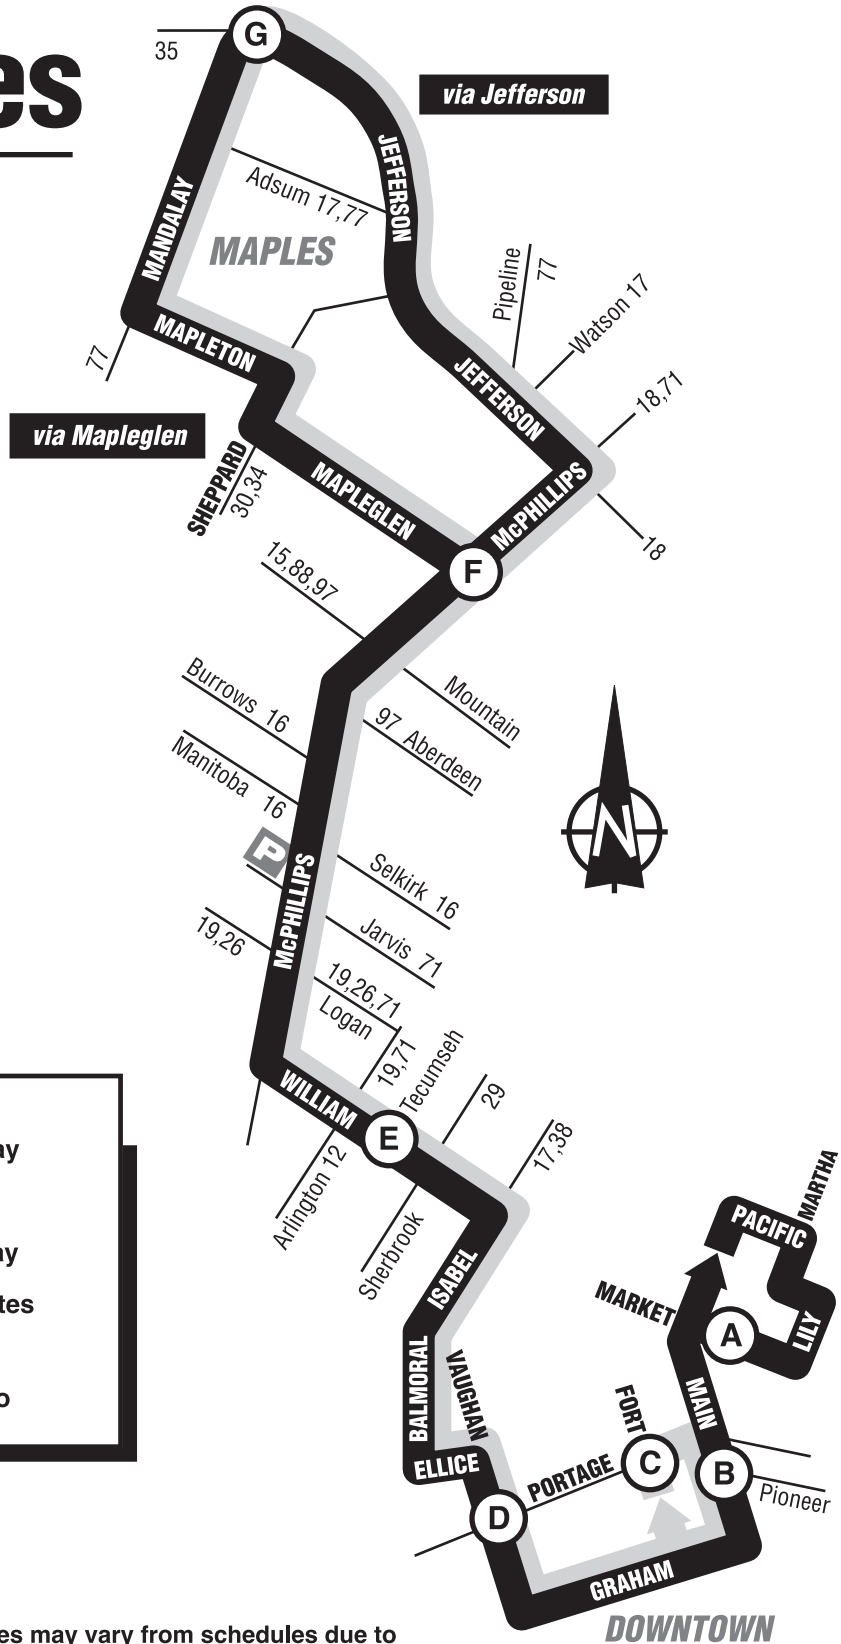 es
G
35
via Jefferson
JEFFERSON
Adsum 17,77
MANDALAY
MAPLES
Pipeline
77
Watson 17
MAPLETON
77
JEFFERSON
18,71
via Mapleglen
SHEPPARD
30,34
MAPLEGLEN
McPHILLIPS
18
F
15,88,97
Mountain
Burrows 16
97 Aberdeen
Manitoba 16
N
P
McPHILLIPS
Selkirk 16
19,26
Jarvis 71
19,26,71
Logan
19,71
Tecumseh
WILLIAM
E
29
17,38
Arlington 12
Sherbrook
ay
ay
tes
o
ISABEL
PACIFIC
MARTHA
MARKET
A
LILY
BALMORAL
VAUGHAN
FORT
MAIN
ELLICE
PORTAGE
C
B
Pioneer
D
GRAHAM
DOWNTOWN
es may vary from schedules due to